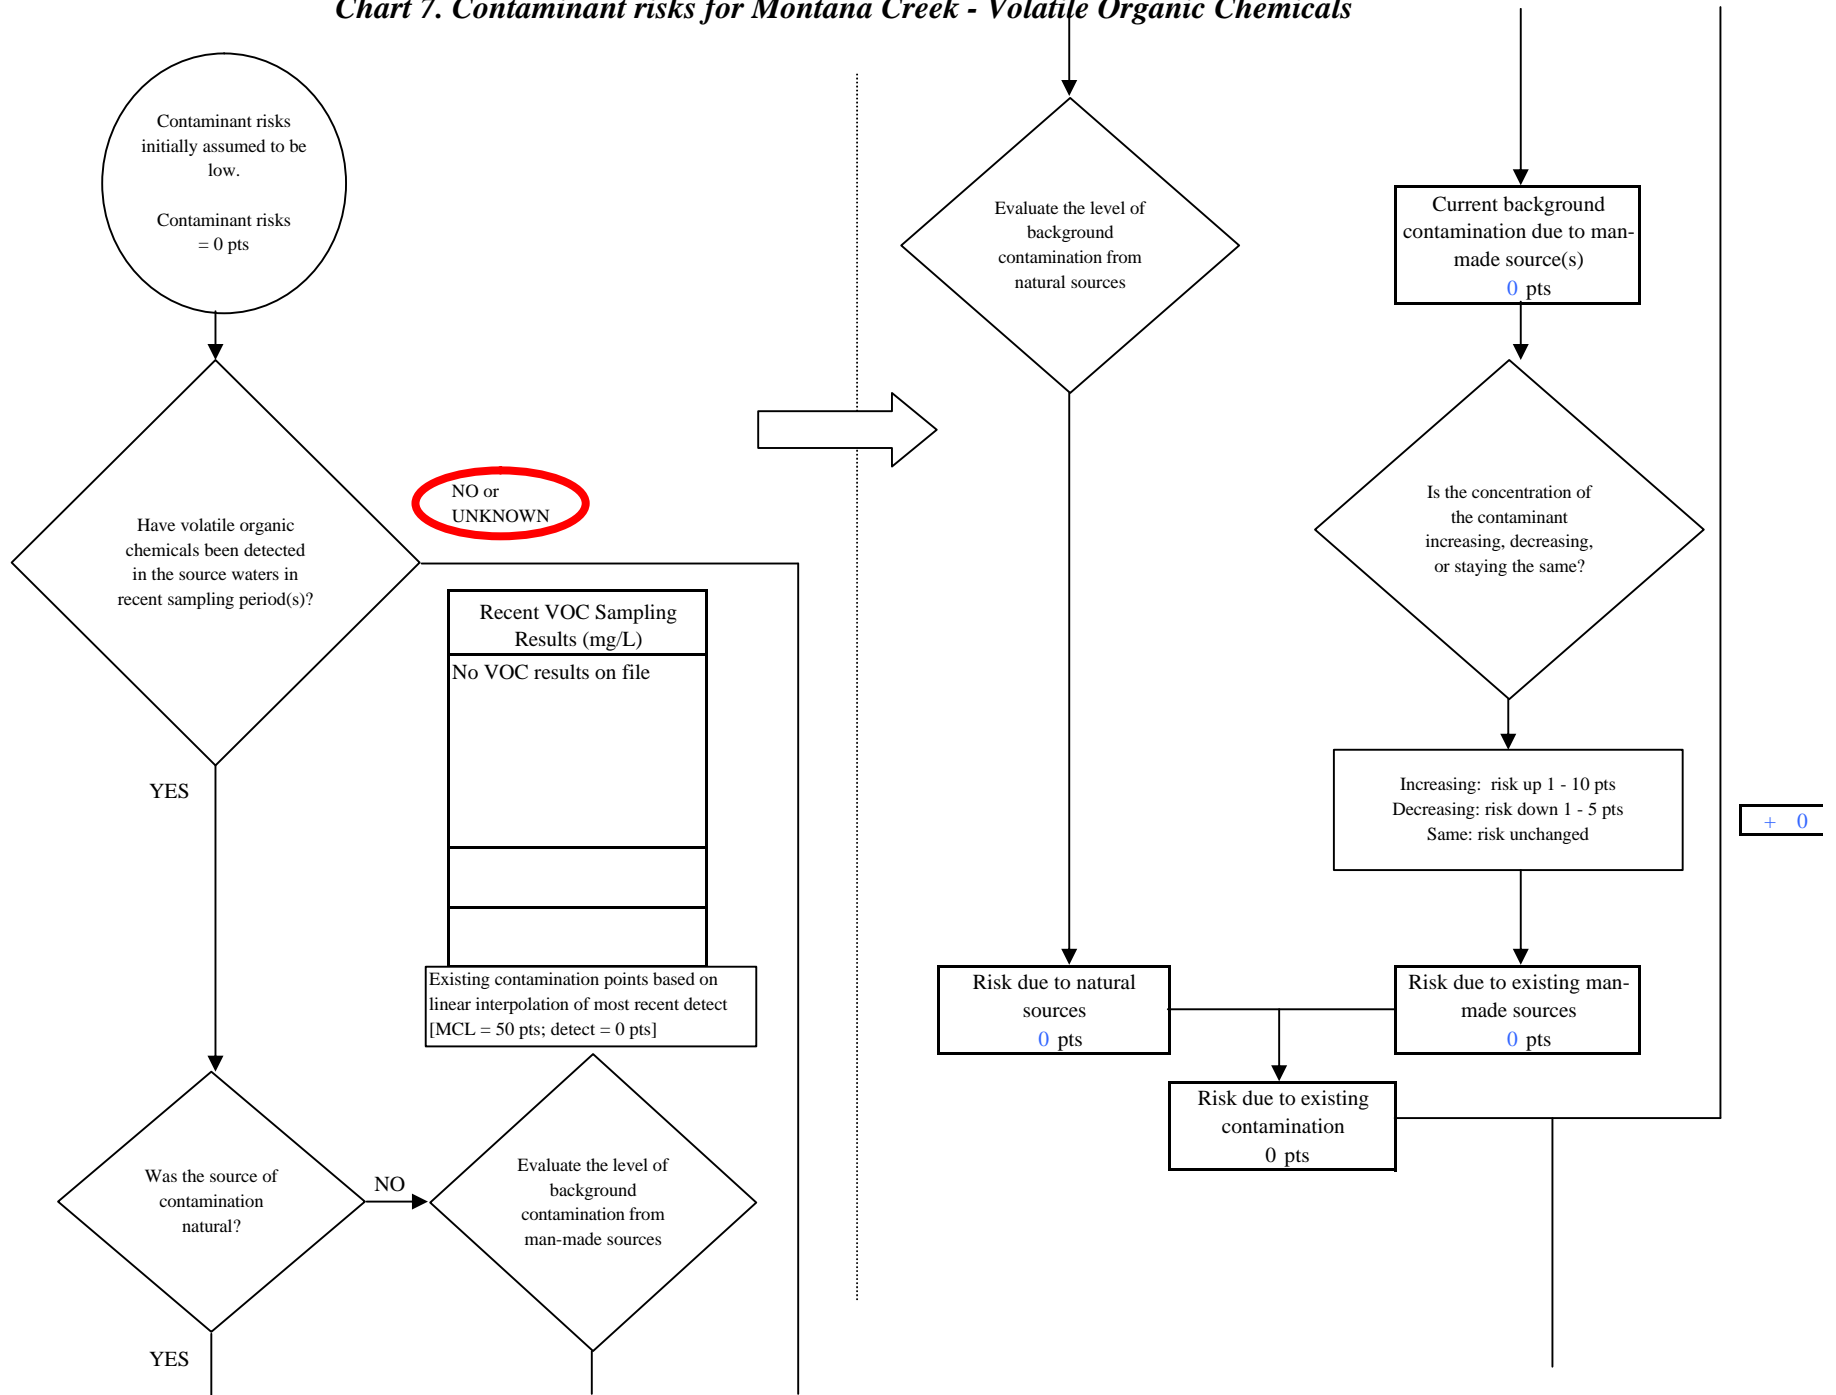 Chart 7. Contaminant risks for Montana Creek - Volatile Organic Chemicals
Contaminant risks
initially assumed to be
low.
Contaminant risks
= 0 pts
Have volatile organic
chemicals been detected
in the source waters in
recent sampling period(s)?
NO or
UNKNOWN
YES
Recent VOC Sampling
Results (mg/L)
No VOC results on file
Existing contamination points based on
linear interpolation of most recent detect
[MCL = 50 pts; detect = 0 pts]
Was the source of
contamination
natural?
NO
YES
Evaluate the level of
background
contamination from
man-made sources
Evaluate the level of
background
contamination from
natural sources
Current background
contamination due to man-
made source(s)
0 pts
Is the concentration of
the contaminant
increasing, decreasing,
or staying the same?
Increasing: risk up 1 - 10 pts
Decreasing: risk down 1 - 5 pts
Same: risk unchanged
+ 0
Risk due to natural
sources
0 pts
Risk due to existing man-
made sources
0 pts
Risk due to existing
contamination
0 pts